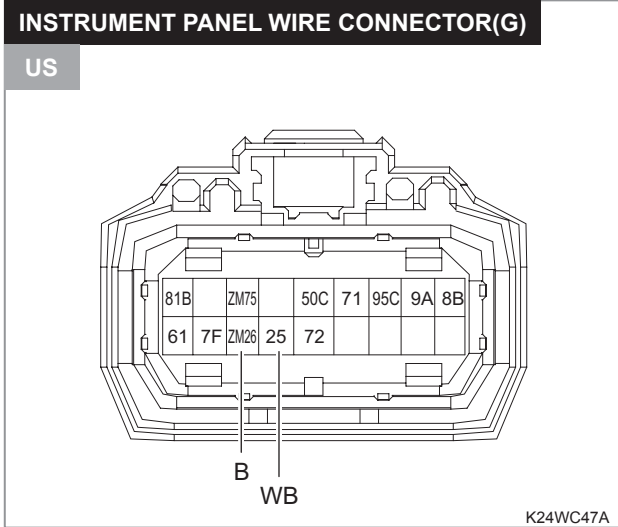 INSTRUMENT PANEL WIRE CONNECTOR(G)
US
81B ZM75 50C 71 95C 9A 8B
61 7F ZM26 25 72
B
WB
K24WC47A